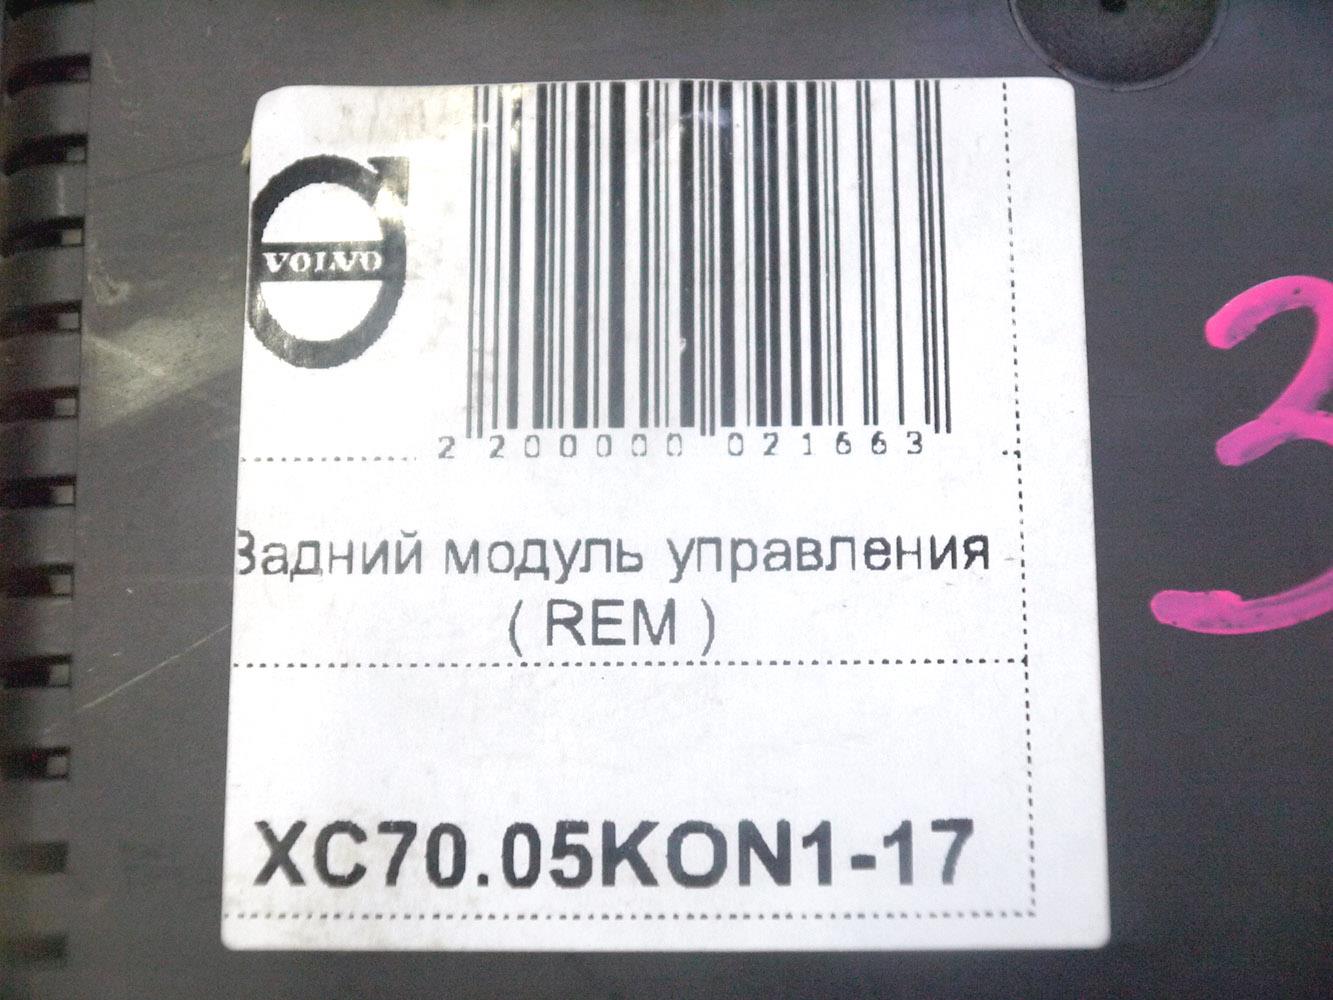 VOLVO
2 200000 021663
Задний модуль управления
( REM )
XC70.05KON1-17
3